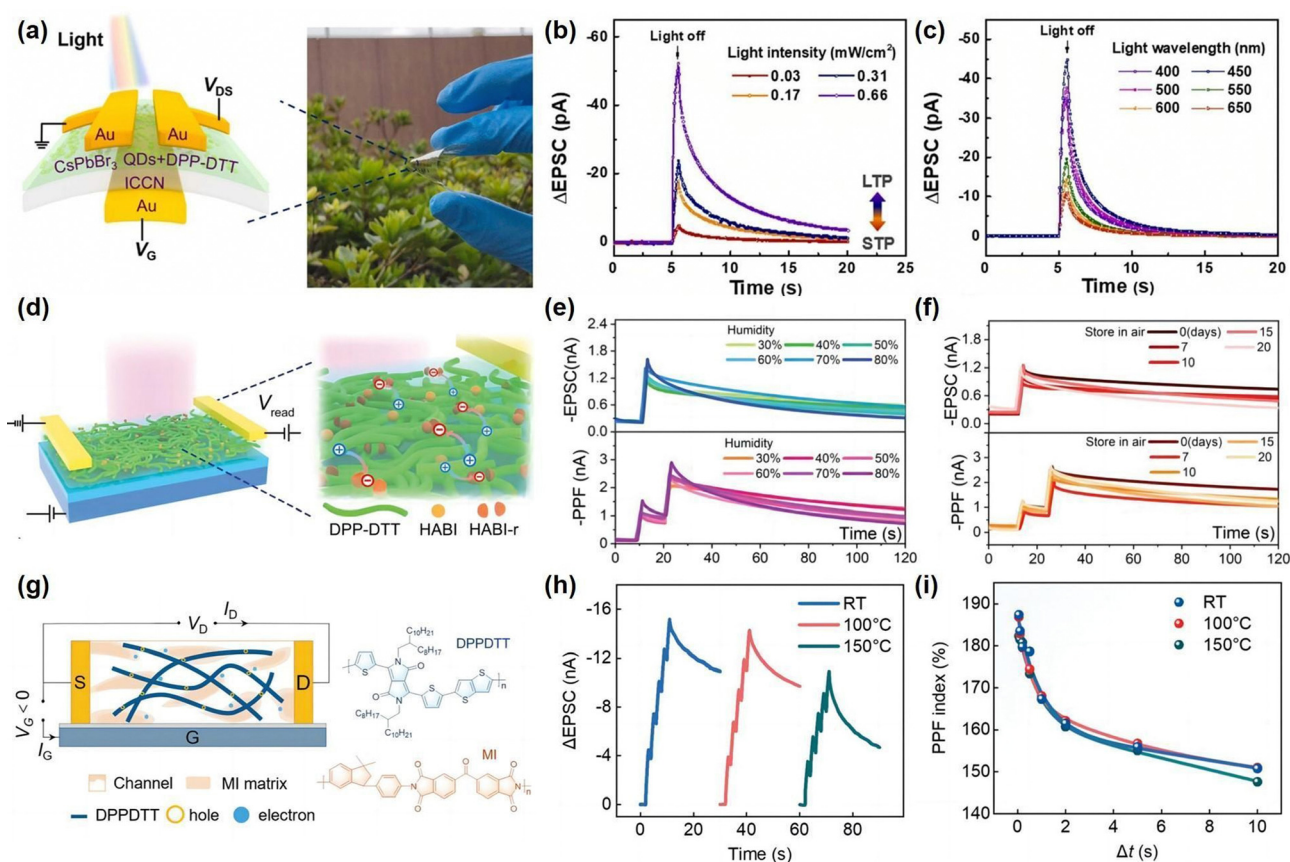 (a)
Light
V_DS
Au
Au
CsPbBr₃ QDs+DPP-DTT
ICCN
Au
V_G
(b)
-60
-40
-20
0
ΔEPSC (pA)
Light off
Light intensity (mW/cm²)
0.03
0.31
0.17
0.66
LTP
STP
0
5
10
15
20
25
Time (s)
(c)
-50
-40
-30
-20
-10
0
ΔEPSC (pA)
Light off
Light wavelength (nm)
400
450
500
550
600
650
0
5
10
15
20
Time (s)
(d)
V_read
DPP-DTT
HABI
HABI-r
(e)
2.4
1.8
1.2
0.6
0.0
-EPSC(nA)
Humidity
30%
40%
50%
60%
70%
80%
3
2
1
0
-PPF (nA)
Humidity
30%
40%
50%
60%
70%
80%
Time (s)
0
20
40
60
80
100
120
(f)
2.4
1.8
1.2
0.6
0.0
-EPSC(nA)
Store in air
0(days)
15
7
20
10
3
2
1
0
-PPF (nA)
Store in air
0(days)
15
7
20
10
Time (s)
0
20
40
60
80
100
120
(g)
I_D
V_D
S
D
V_G < 0
I_G
G
Channel
MI matrix
DPPDTT
hole
electron
C₁₀H₂₁
C₈H₁₇
DPPDTT
O
N
S
S
S
S
N
O
n
C₈H₁₇
C₁₀H₂₁
MI
O
O
O
N
N
O
O
n
(h)
-16
-12
-8
-4
0
ΔEPSC (nA)
RT
100°C
150°C
0
20
40
60
80
Time (s)
(i)
190
180
170
160
150
140
PPF index (%)
RT
100°C
150°C
0
2
4
6
8
10
Δt (s)